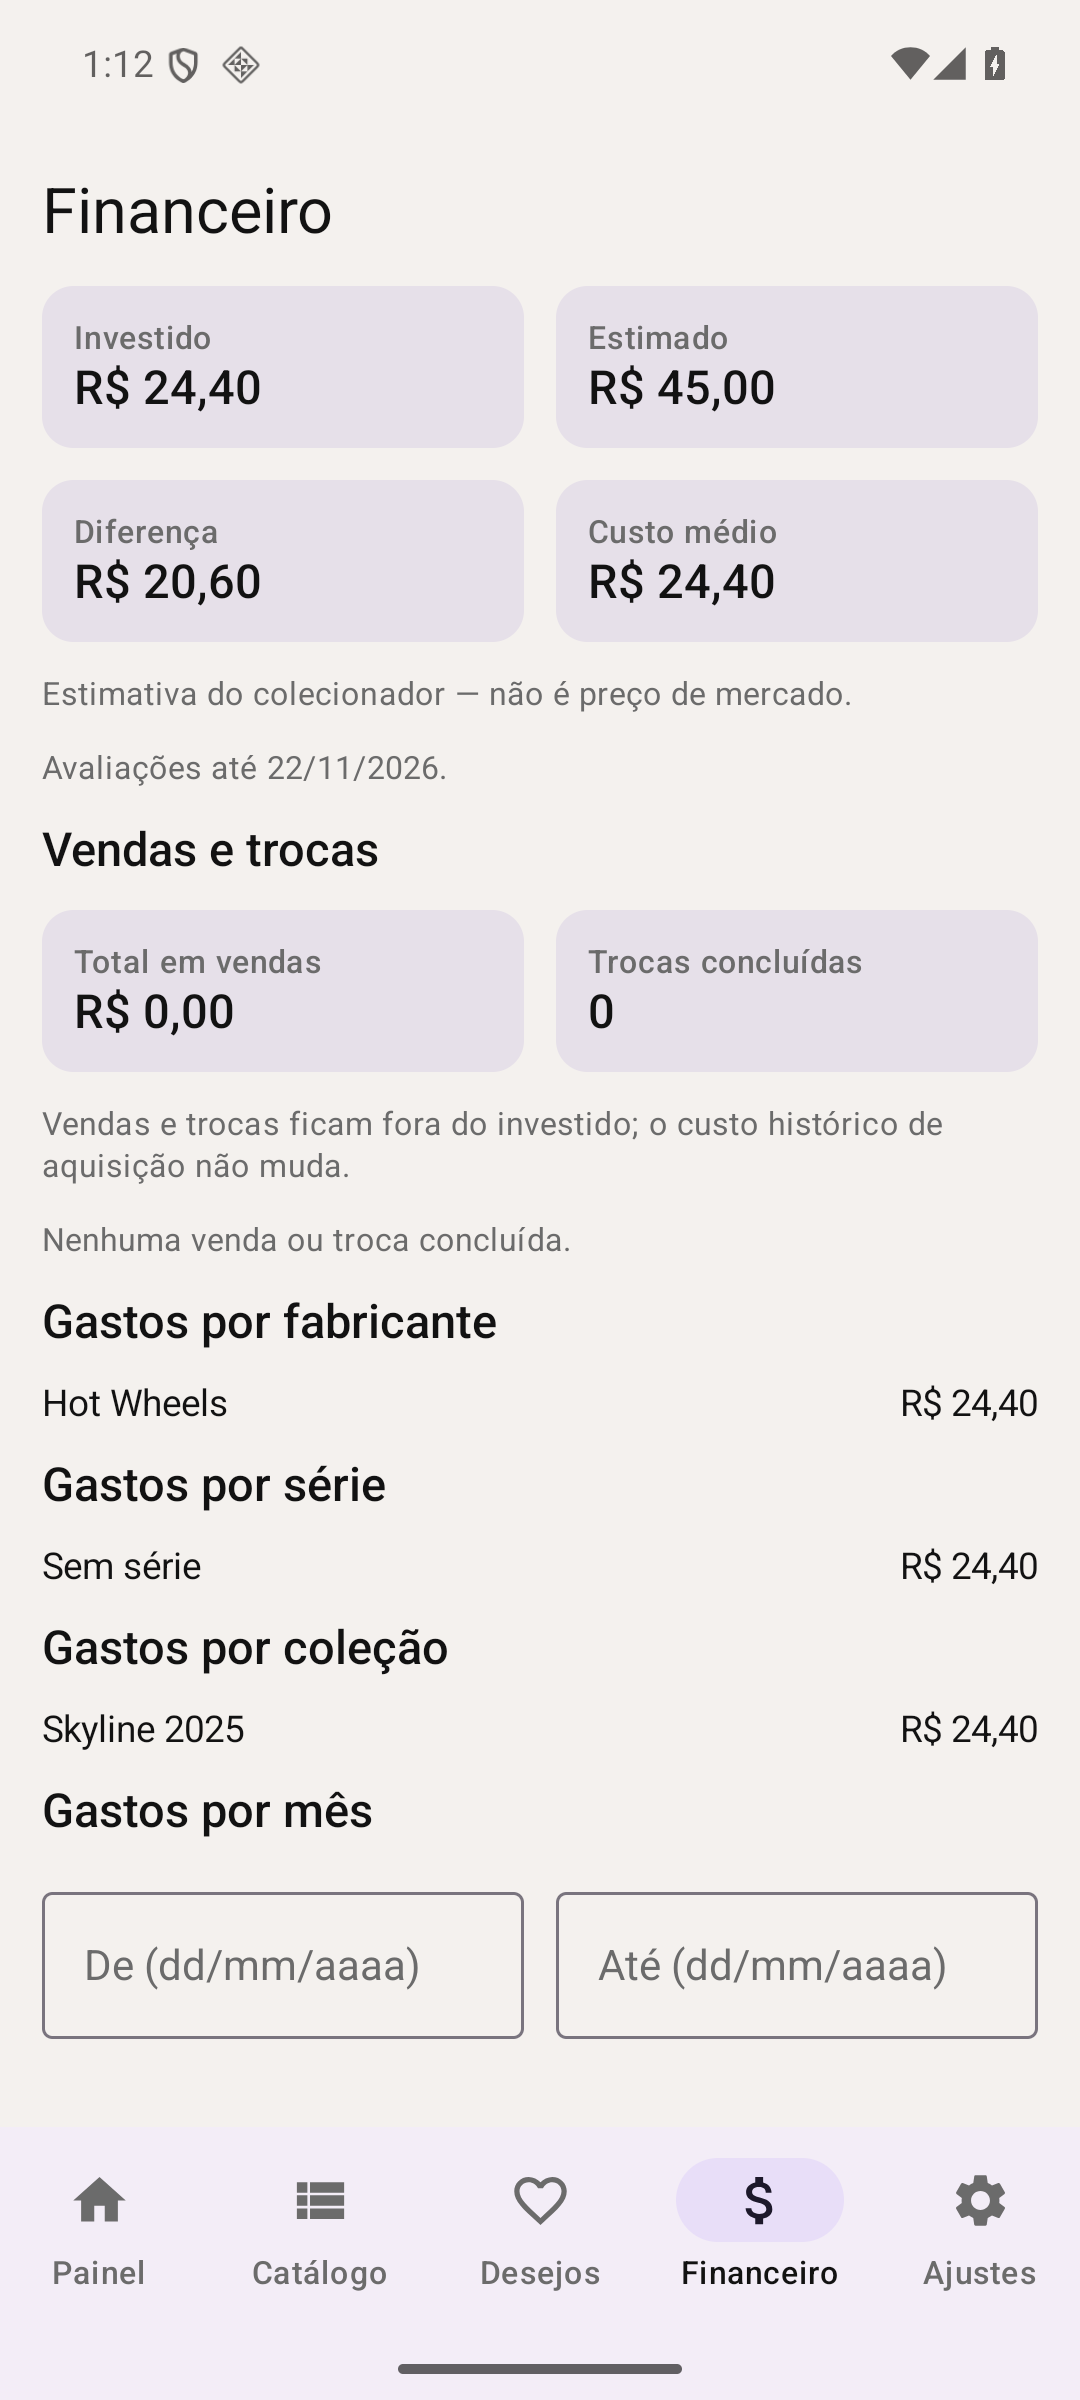 1:12
Financeiro
Investido
R$ 24,40
Estimado
R$ 45,00
Diferença
R$ 20,60
Custo médio
R$ 24,40
Estimativa do colecionador — não é preço de mercado.
Avaliações até 22/11/2026.
Vendas e trocas
Total em vendas
R$ 0,00
Trocas concluídas
0
Vendas e trocas ficam fora do investido; o custo histórico de
aquisição não muda.
Nenhuma venda ou troca concluída.
Gastos por fabricante
Hot Wheels R$ 24,40
Gastos por série
Sem série R$ 24,40
Gastos por coleção
Skyline 2025 R$ 24,40
Gastos por mês
De (dd/mm/aaaa)
Até (dd/mm/aaaa)
Painel
Catálogo
Desejos
$
Financeiro
Ajustes